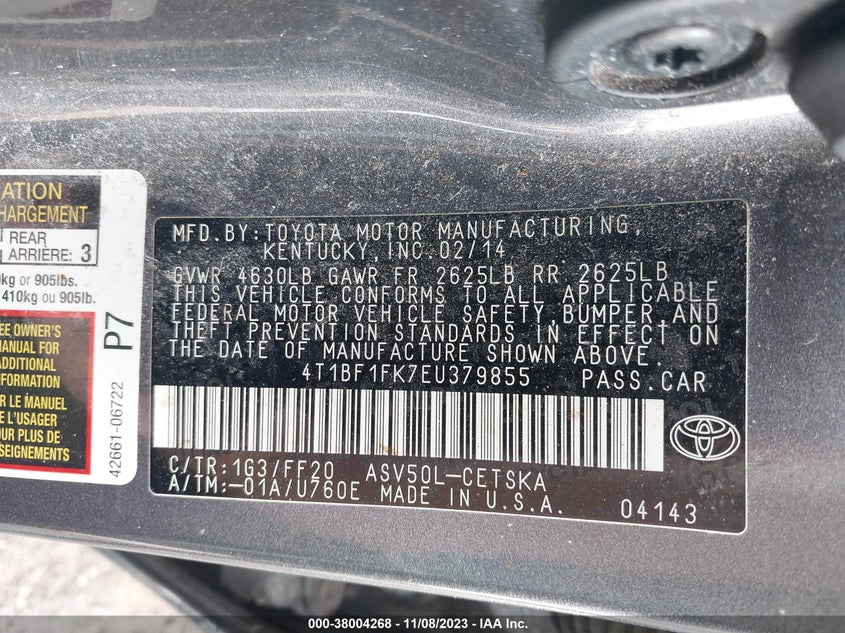 ATION
HARGEMENT
REAR
ARRIÈRE: 3
kg or 905lbs.
410kg ou 905lb.
EE OWNER'S
MANUAL FOR
ADDITIONAL
INFORMATION
R LE MANUEL
E L'USAGER
OUR PLUS DE
SEIGNEMENTS
42661-06722
P7
MFD.BY:TOYOTA MOTOR MANUFACTURING,
KENTUCKY,INC.02/14
GVWR 4630LB GAWR FR 2625LB RR 2625LB
THIS VEHICLE CONFORMS TO ALL APPLICABLE
FEDERAL MOTOR VEHICLE SAFETY,BUMPER,AND
THEFT PREVENTION STANDARDS IN EFFECT ON
THE DATE OF MANUFACTURE SHOWN ABOVE.
4T1BF1FK7EU379855 PASS.CAR
C/TR:1G3/FF20 ASV50L-CETSKA
A/TM:-01A/U760E MADE IN U.S.A.
04143
000-38004268 - 11/08/2023 - IAA Inc.